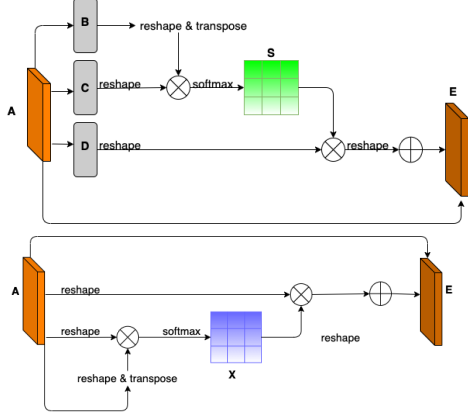 B
reshape & transpose
S
C
reshape
softmax
A
E
D
reshape
reshape
A
reshape
E
reshape
softmax
reshape
reshape & transpose
X